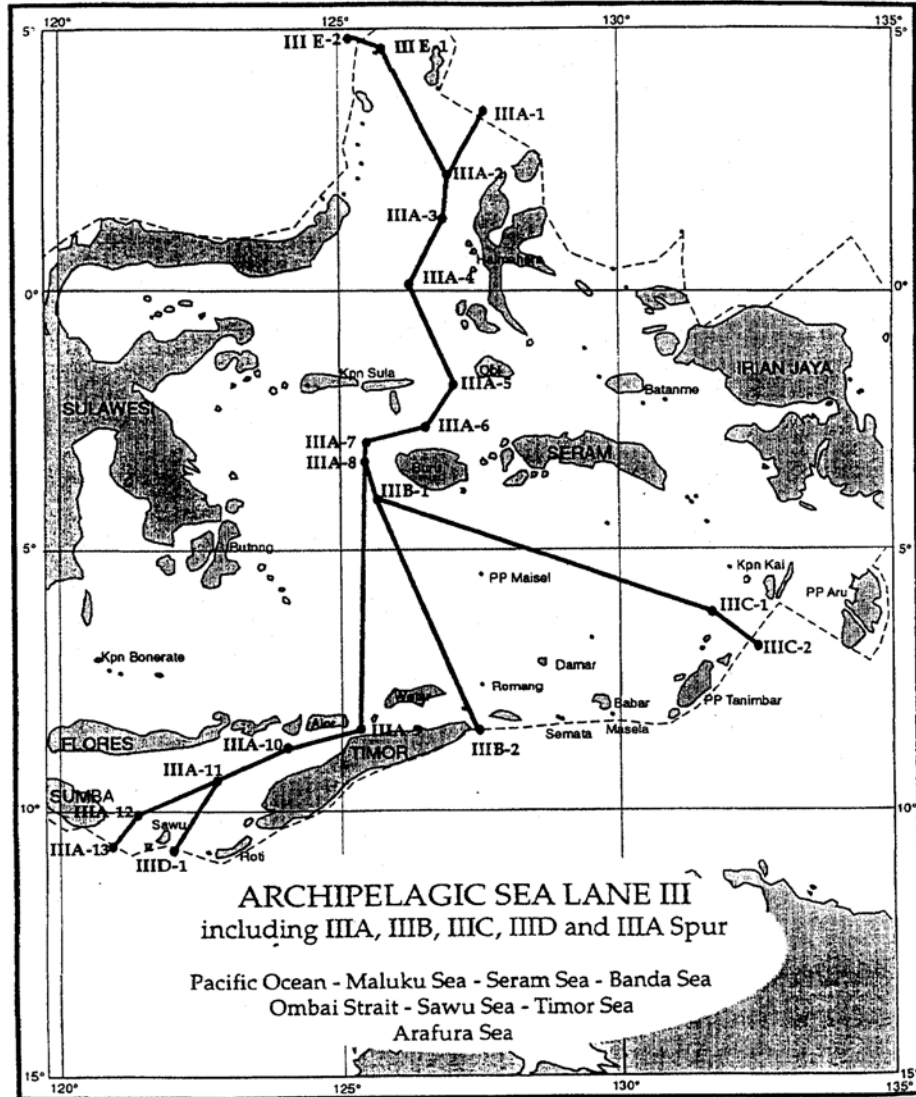 120°
125°
130°
135°
5°
5°
III E-2
III E-1
IIIA-1
IIIA-2
IIIA-3
Halmahera
IIIA-4
0°
0°
Kpn Sula
Obi
IIIA-5
IRIAN JAYA
Batanme
SULAWESI
IIIA-6
IIIA-7
IIIA-8
Buru
SERAM
IIIB-1
5°
5°
Butong
PP Maisel
Kpn Kai
PP Aru
IIIC-1
IIIC-2
Kpn Bonerate
Damar
Romang
Wetar
Babar
PP Tanimbar
Alor
IIIA-9
FLORES
IIIA-10
TIMOR
IIIB-2
Semata
Masela
IIIA-11
SUMBA
10°
10°
IIIA-12
Sawu
IIIA-13
IIID-1
Roti
ARCHIPELAGIC SEA LANE III
including IIIA, IIIB, IIIC, IIID and IIIA Spur
Pacific Ocean - Maluku Sea - Seram Sea - Banda Sea
Ombai Strait - Sawu Sea - Timor Sea
Arafura Sea
15°
15°
120°
125°
130°
135°